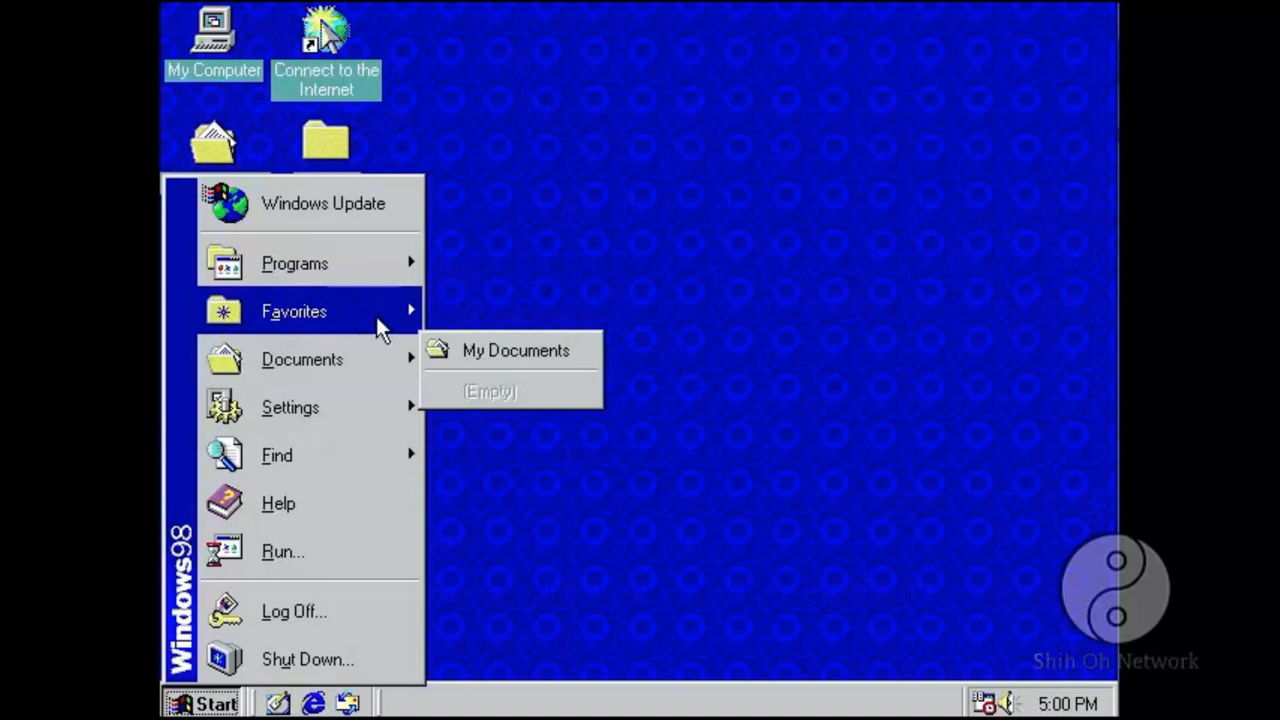 My Computer
Connect to the
Internet
Windows Update
Programs
Favorites
My Documents
Documents
(Empty)
Settings
Find
Help
Run...
Log Off...
Shut Down...
Windows98
Start
5:00 PM
Shih Oh Network